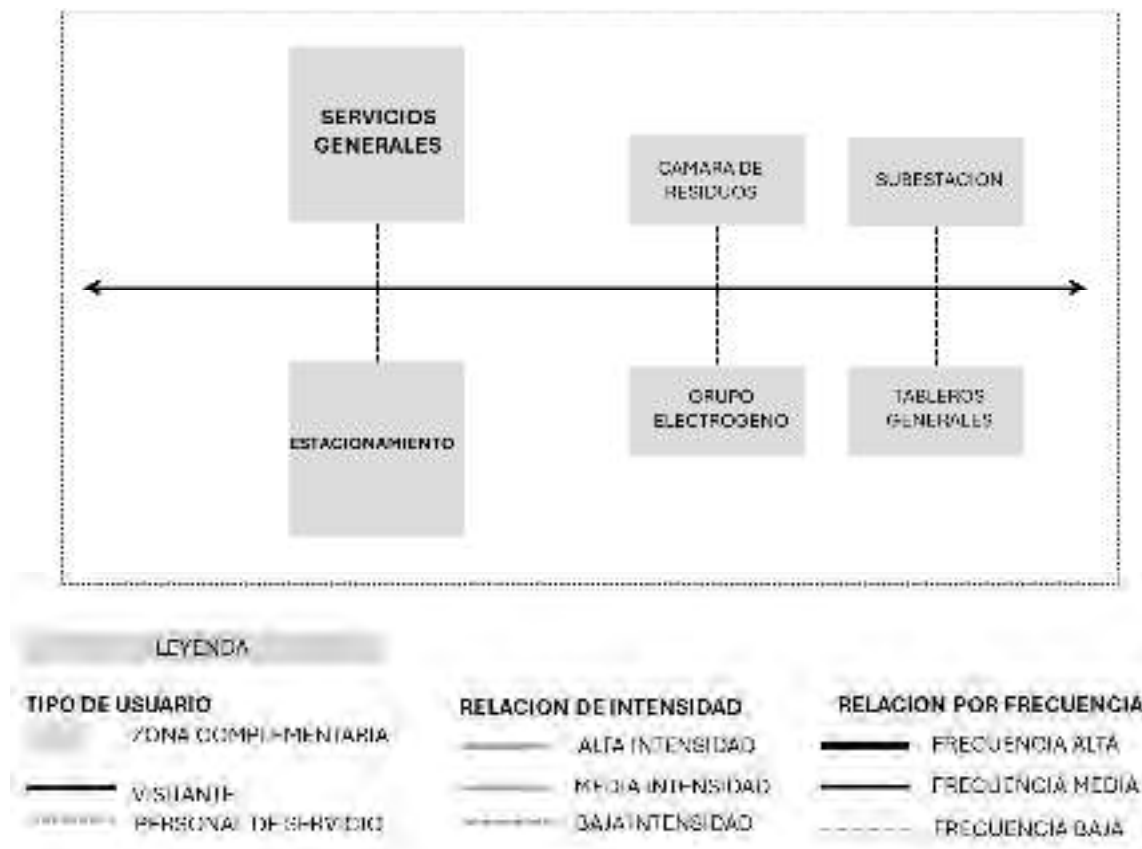 SERVICIOS
GENERALES
CAMARA DE
RESIDUOS
SUBESTACION
ESTACIONAMIENTO
GRUPO
ELECTROGENO
TABLEROS
GENERALES
LEYENDA
TIPO DE USUARIO
ZONA COMPLEMENTARIA
VISITANTE
PERSONAL DE SERVICIO
RELACION DE INTENSIDAD
ALTA INTENSIDAD
MEDIA INTENSIDAD
BAJA INTENSIDAD
RELACION POR FRECUENCIA
FRECUENCIA ALTA
FRECUENCIA MEDIA
FRECUENCIA BAJA